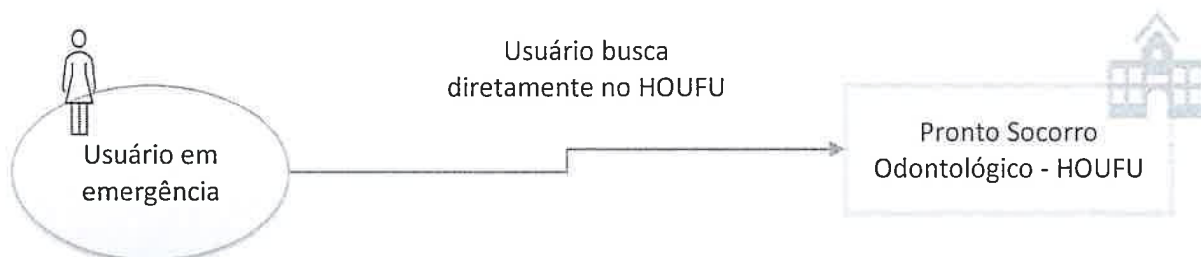 Usuário busca
diretamente no HOUFU
Usuário em
emergência
Pronto Socorro
Odontológico - HOUFU